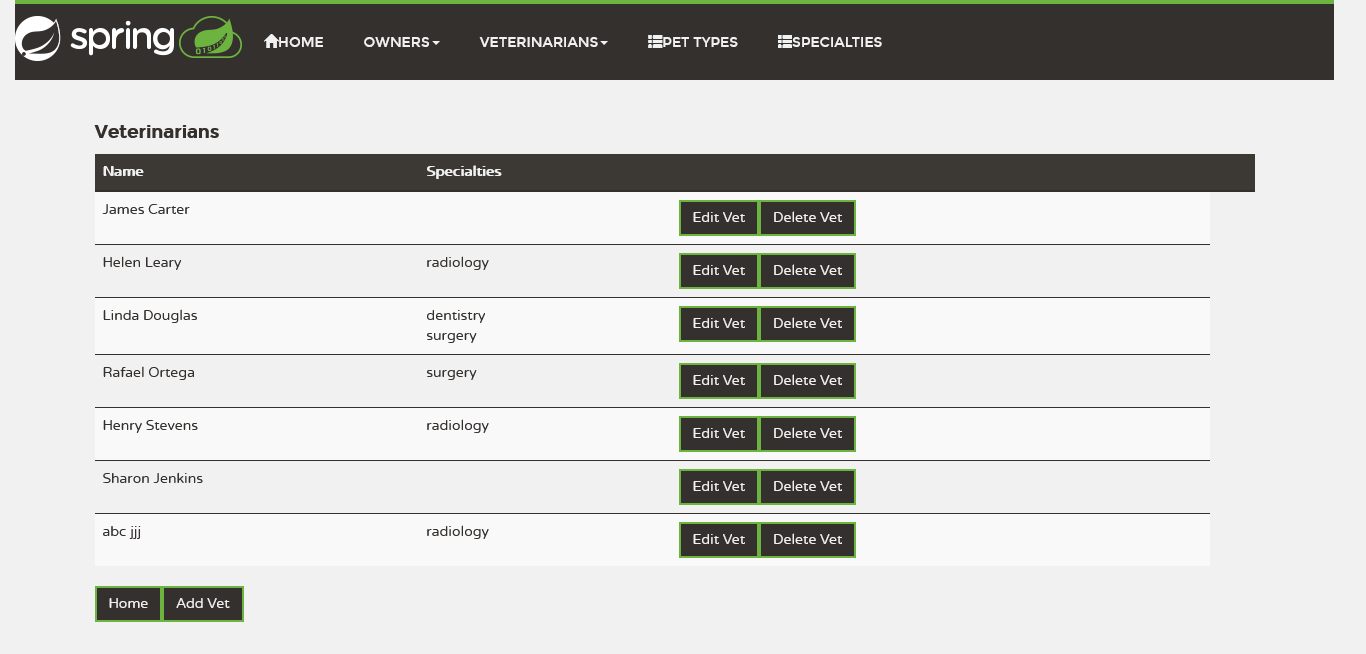 spring HOME OWNERS VETERINARIANS PET TYPES SPECIALTIES
Veterinarians
Name Specialties
James Carter Edit Vet Delete Vet
Helen Leary radiology Edit Vet Delete Vet
Linda Douglas dentistry Edit Vet Delete Vet
surgery
Rafael Ortega surgery Edit Vet Delete Vet
Henry Stevens radiology Edit Vet Delete Vet
Sharon Jenkins Edit Vet Delete Vet
abc jjj radiology Edit Vet Delete Vet
Home Add Vet